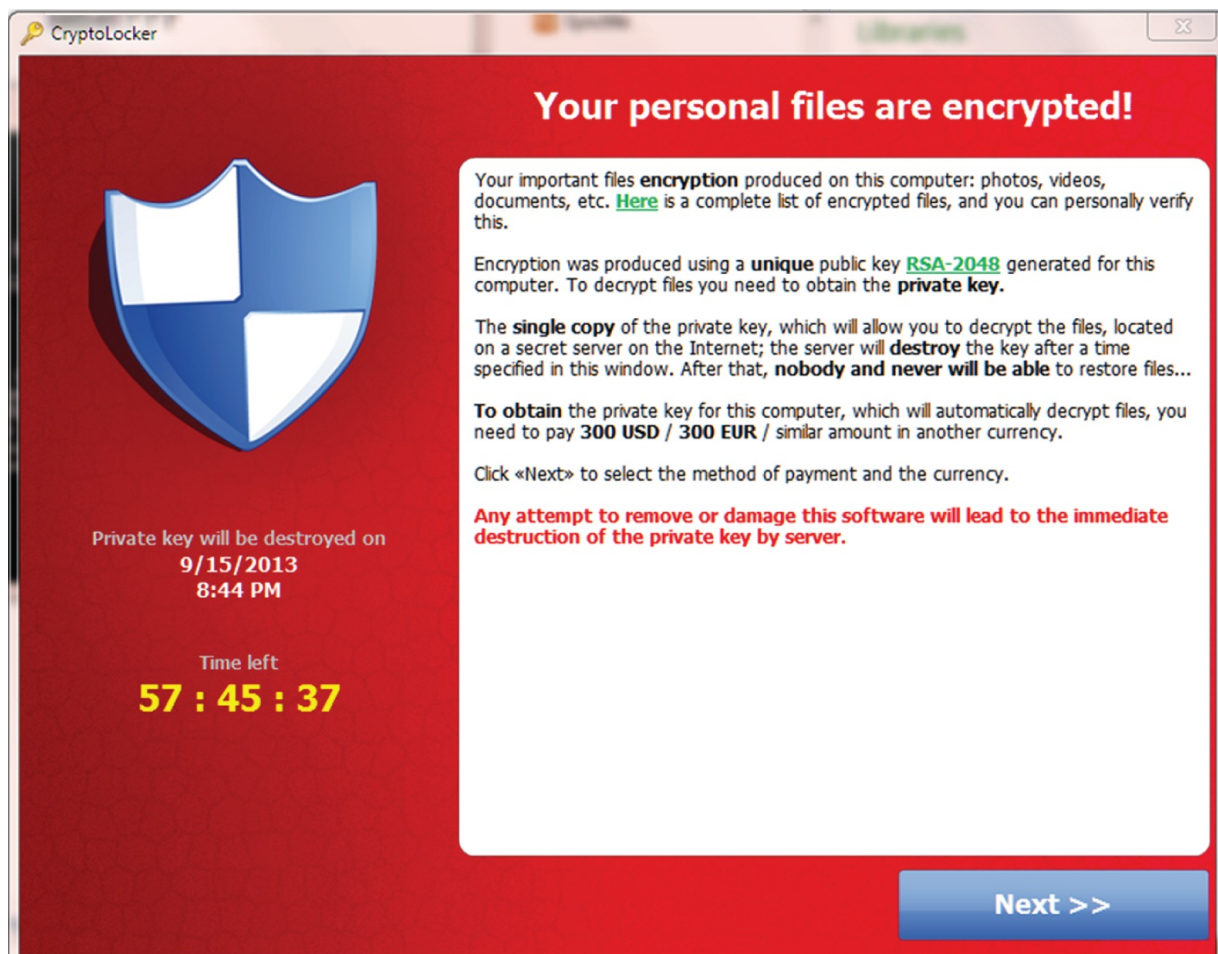 CryptoLocker
Libraries
Your personal files are encrypted!
Your important files encryption produced on this computer: photos, videos,
documents, etc. Here is a complete list of encrypted files, and you can personally verify
this.
Encryption was produced using a unique public key RSA-2048 generated for this
computer. To decrypt files you need to obtain the private key.
The single copy of the private key, which will allow you to decrypt the files, located
on a secret server on the Internet; the server will destroy the key after a time
specified in this window. After that, nobody and never will be able to restore files...
To obtain the private key for this computer, which will automatically decrypt files, you
need to pay 300 USD / 300 EUR / similar amount in another currency.
Click «Next» to select the method of payment and the currency.
Any attempt to remove or damage this software will lead to the immediate
destruction of the private key by server.
Private key will be destroyed on
9/15/2013
8:44 PM
Time left
57 : 45 : 37
Next >>